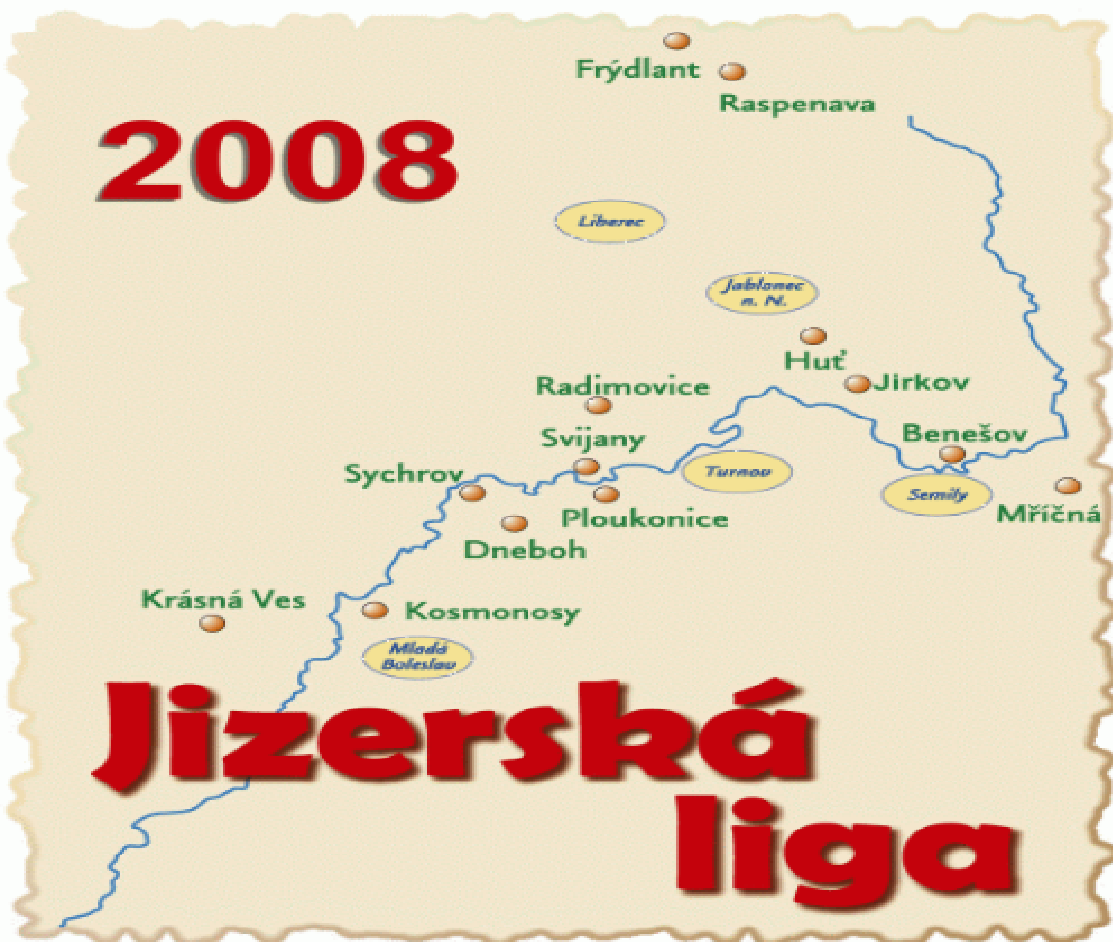 Frýdlant
Raspenava
2008
Liberec
Jablonec
n. N.
Huť
Jirkov
Radimovice
Benešov
Svijany
Turnov
Sychrov
Semily
Ploukonice
Mříčná
Dneboh
Krásná Ves
Kosmonosy
Mladá
Boleslav
Jizerská
liga